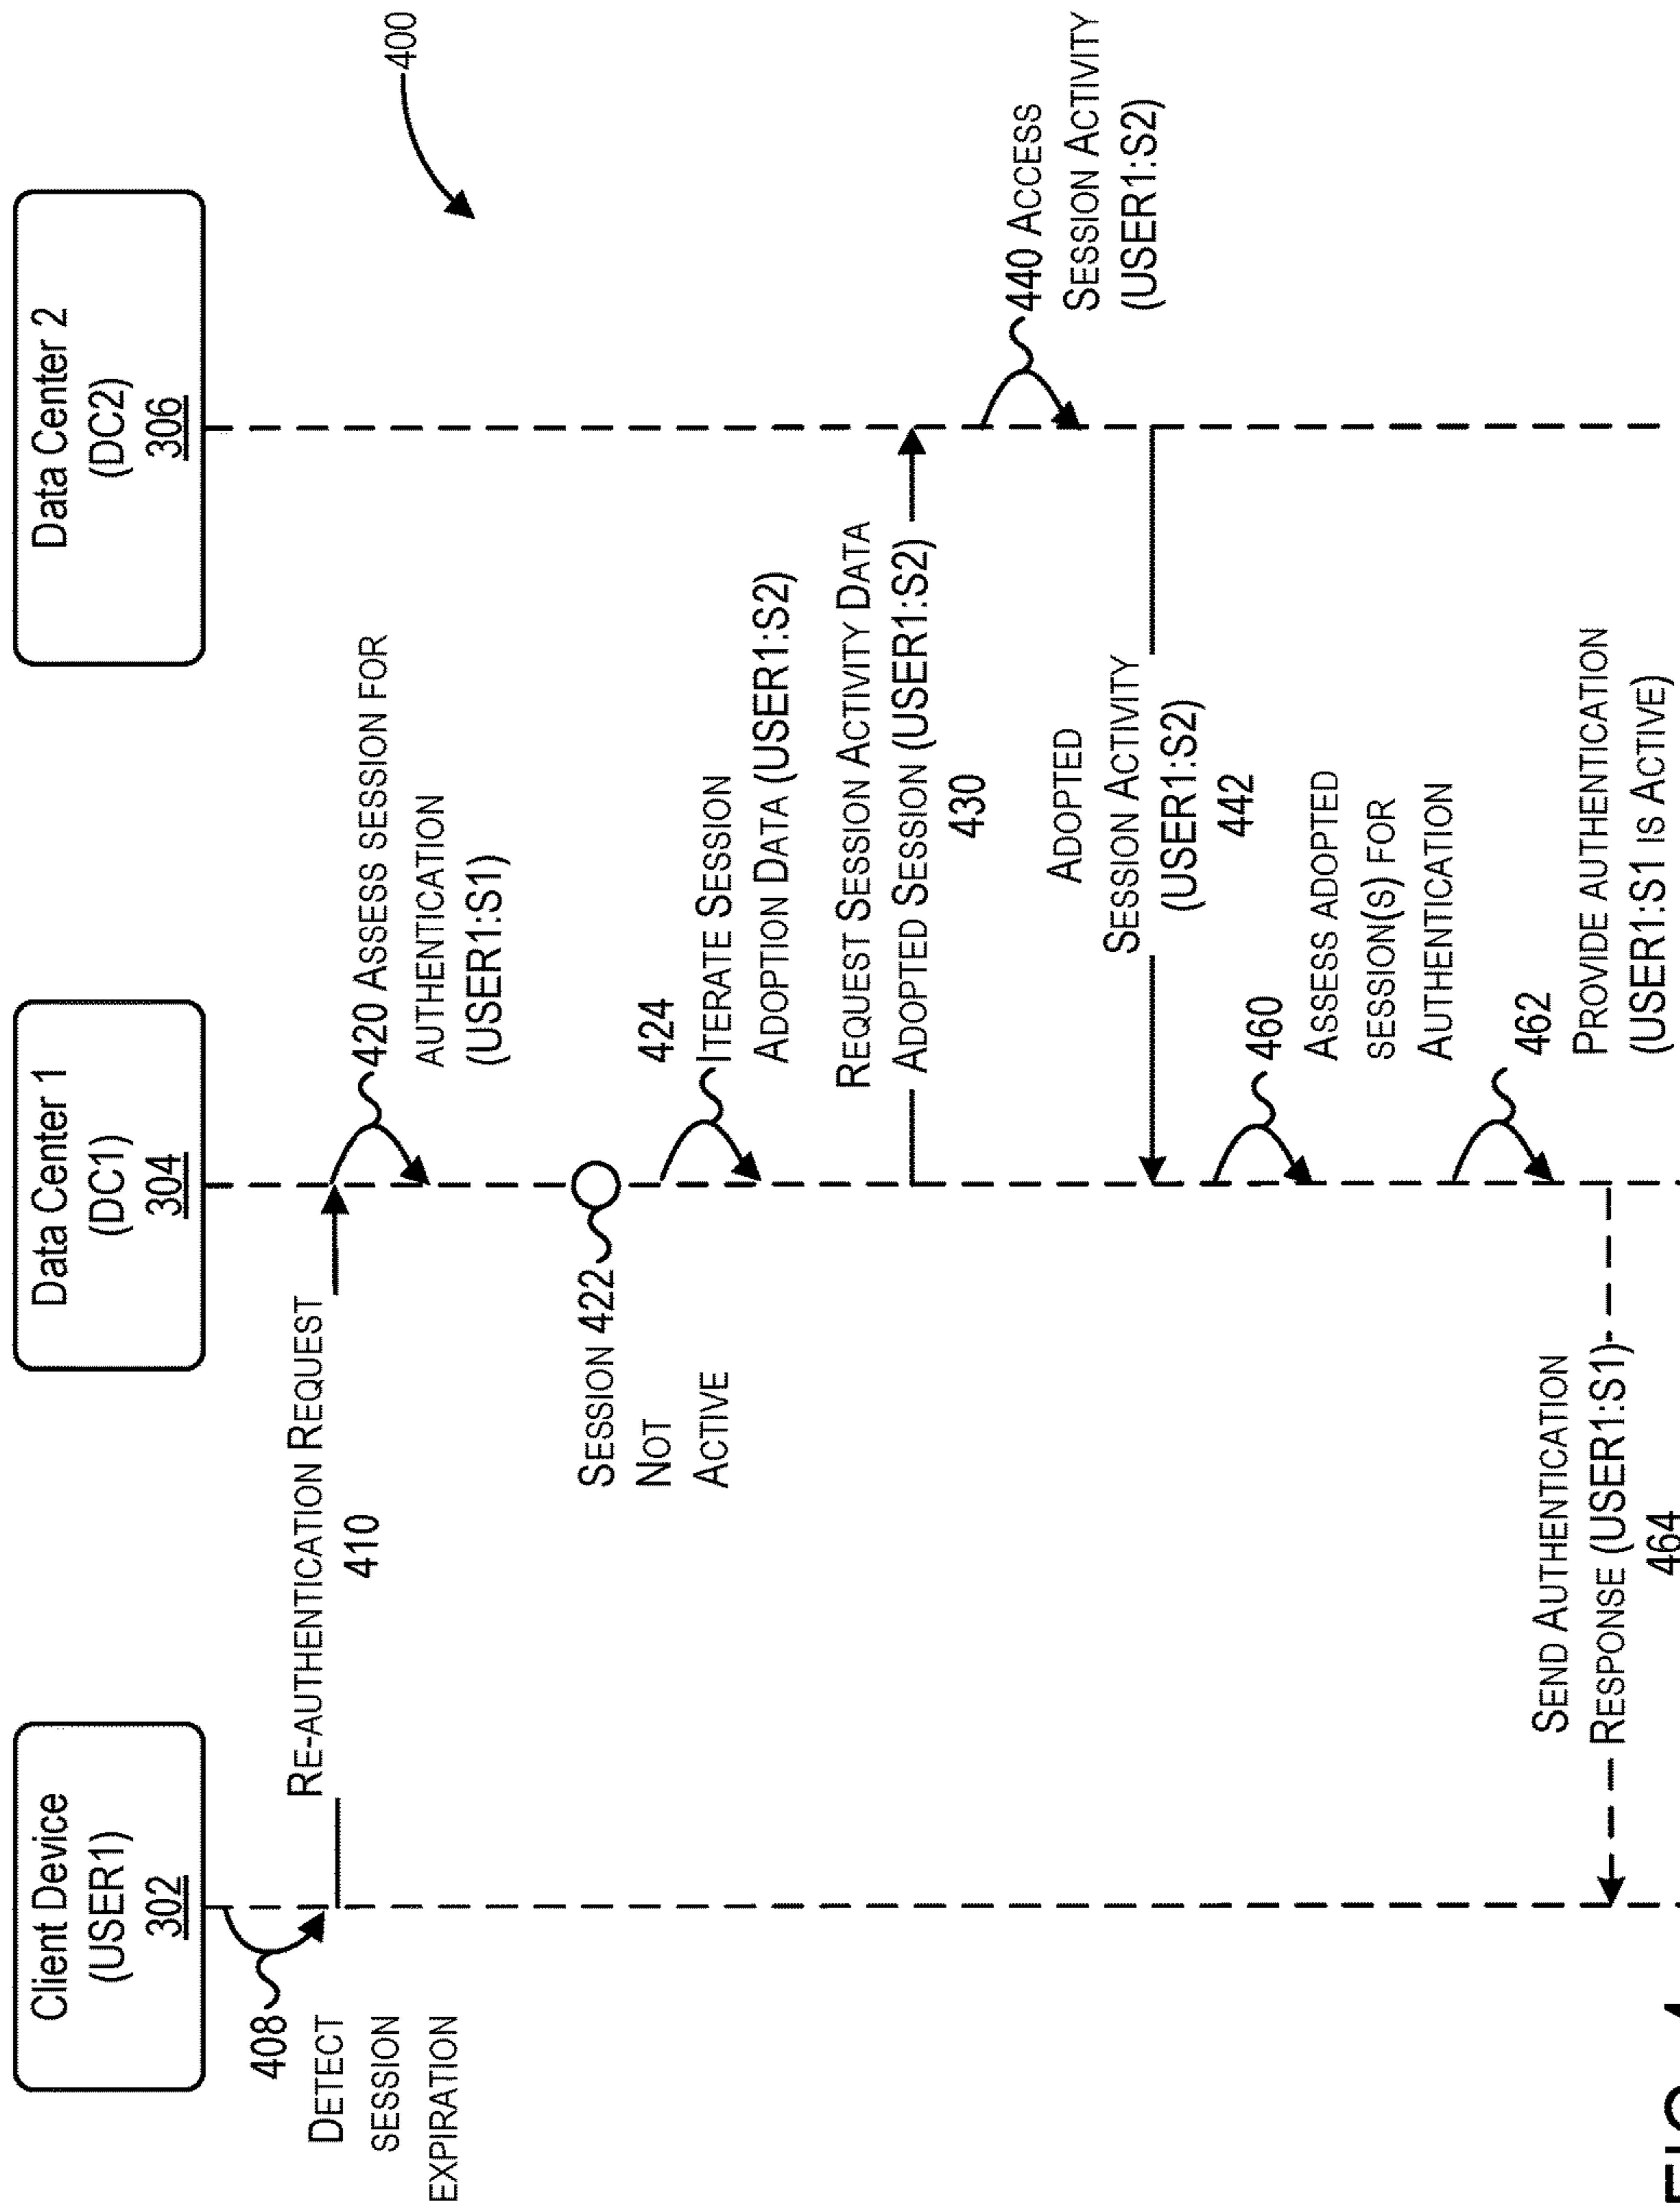 Client Device
(USER1)
302
Data Center 1
(DC1)
304
Data Center 2
(DC2)
306
400
408
DETECT
SESSION
EXPIRATION
RE-AUTHENTICATION REQUEST
410
420 ASSESS SESSION FOR
AUTHENTICATION
(USER1:S1)
SESSION 422
NOT
ACTIVE
424
ITERATE SESSION
ADOPTION DATA (USER1:S2)
REQUEST SESSION ACTIVITY DATA
ADOPTED SESSION (USER1:S2)
430
440 ACCESS
SESSION ACTIVITY
(USER1:S2)
ADOPTED
SESSION ACTIVITY
(USER1:S2)
442
460
ASSESS ADOPTED
SESSION(S) FOR
AUTHENTICATION
462
PROVIDE AUTHENTICATION
(USER1:S1 IS ACTIVE)
SEND AUTHENTICATION
RESPONSE (USER1:S1)
464